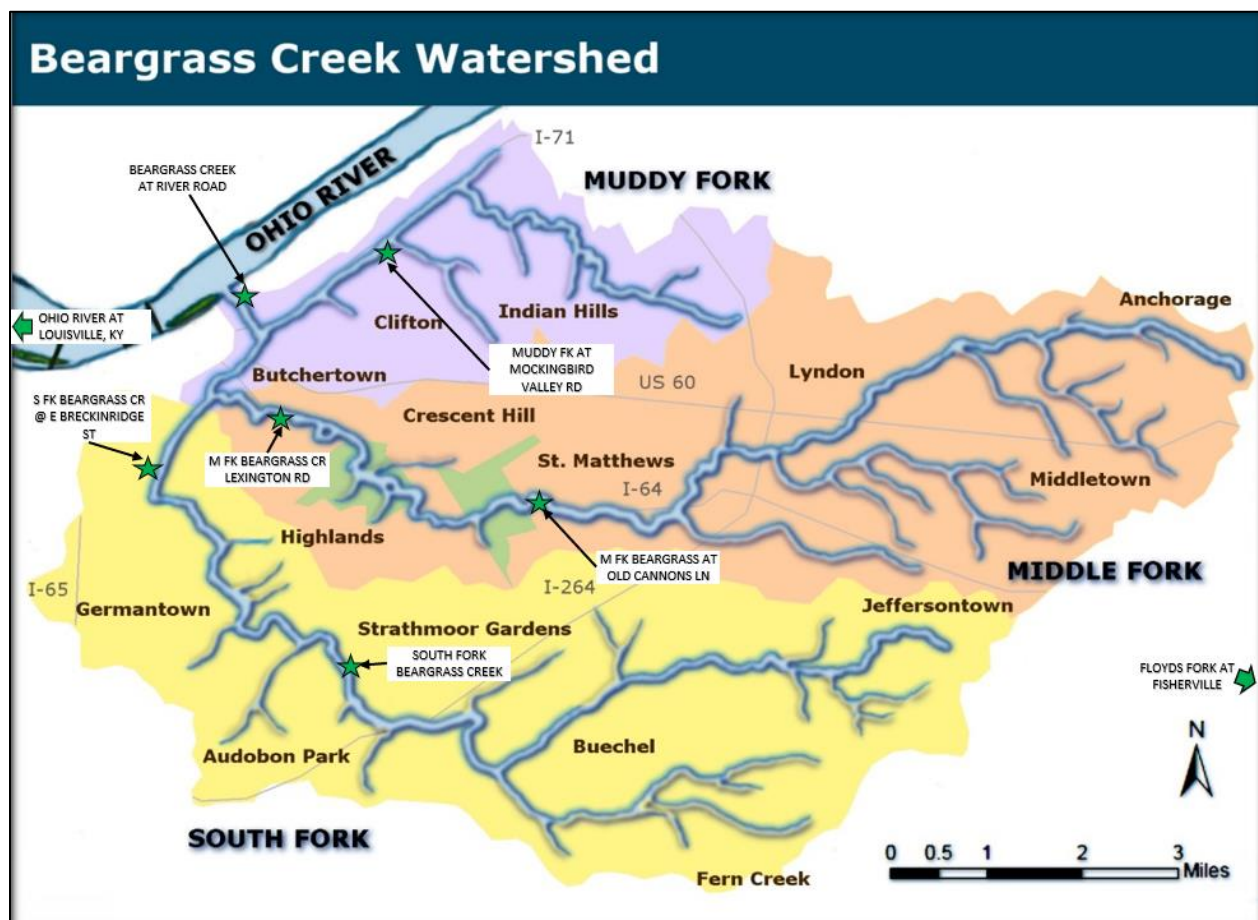 Beargrass Creek Watershed
I-71
BEARGRASS CREEK
AT RIVER ROAD
OHIO RIVER
MUDDY FORK
Anchorage
OHIO RIVER AT
LOUISVILLE, KY
Clifton
Indian Hills
MUDDY FK AT
MOCKINGBIRD
VALLEY RD
Butchertown
US 60
Lyndon
S FK BEARGRASS CR
@ E BRECKINRIDGE
ST
Crescent Hill
M FK BEARGRASS CR
LEXINGTON RD
St. Matthews
I-64
Middletown
Highlands
M FK BEARGRASS AT
OLD CANNONS LN
MIDDLE FORK
I-65
Germantown
I-264
Jeffersontown
Strathmoor Gardens
SOUTH FORK
BEARGRASS CREEK
FLOYDS FORK AT
FISHERVILLE
N
Audobon Park
Buechel
SOUTH FORK
Fern Creek
0 0.5 1 2 3
Miles